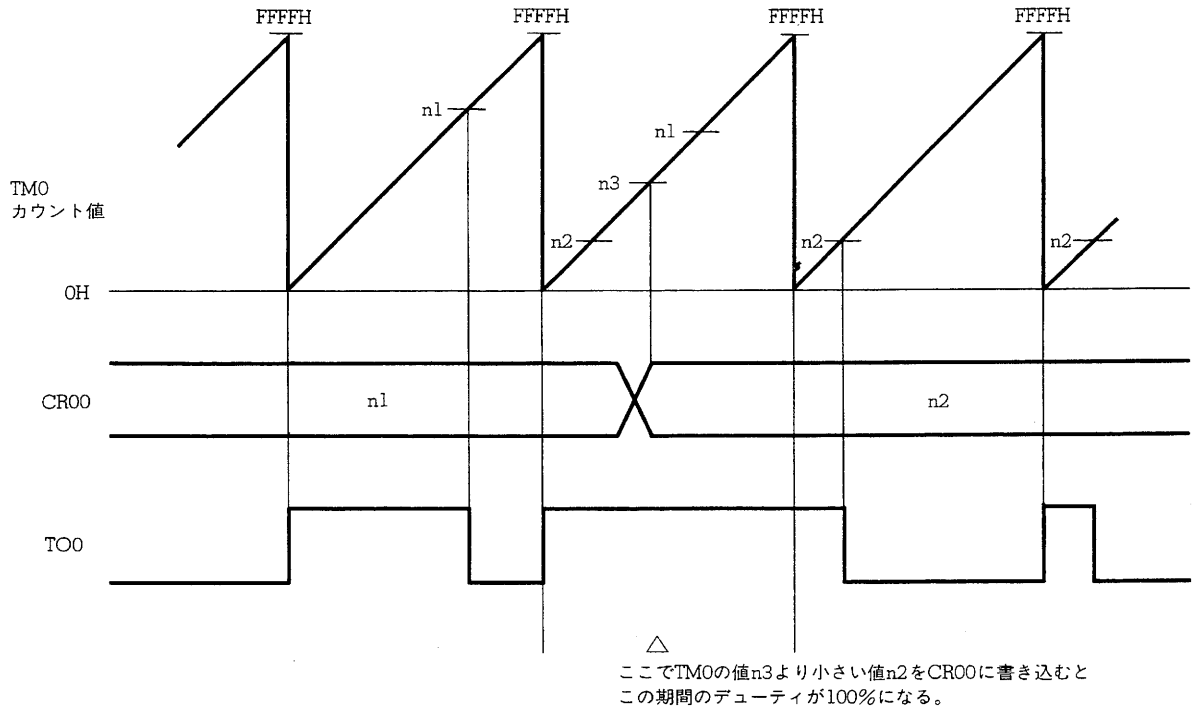 FFFFH FFFFH FFFFH FFFFH
n1
n1
TM0
カウント値
n3
n2 n2 n2
0H
CR00 n1 n2
TO0
△
ここでTM0の値n3より小さい値n2をCR00に書き込むと
この期間のデューティが100%になる。